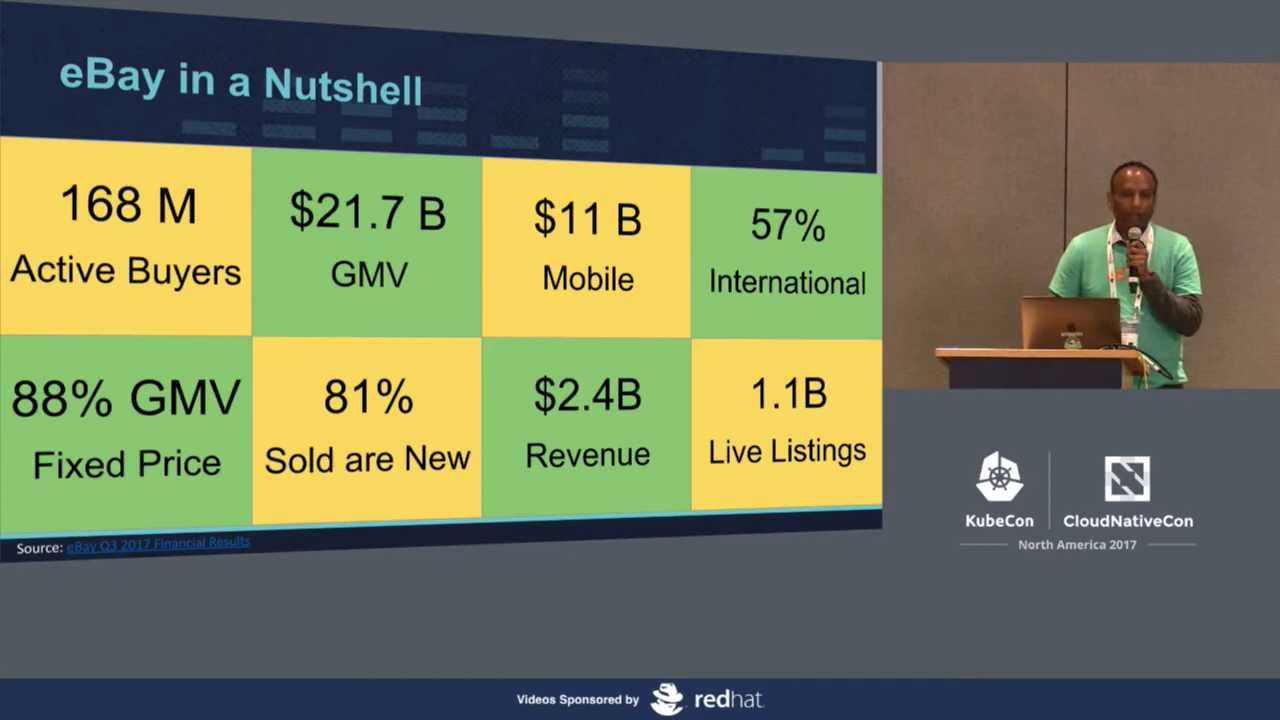 eBay in a Nutshell
168 M
Active Buyers
$21.7 B
GMV
$11 B
Mobile
57%
International
88% GMV
Fixed Price
81%
Sold are New
$2.4B
Revenue
1.1B
Live Listings
Source: eBay Q3 2017 Financial Results
KubeCon
CloudNativeCon
North America 2017
Videos Sponsored by
redhat.